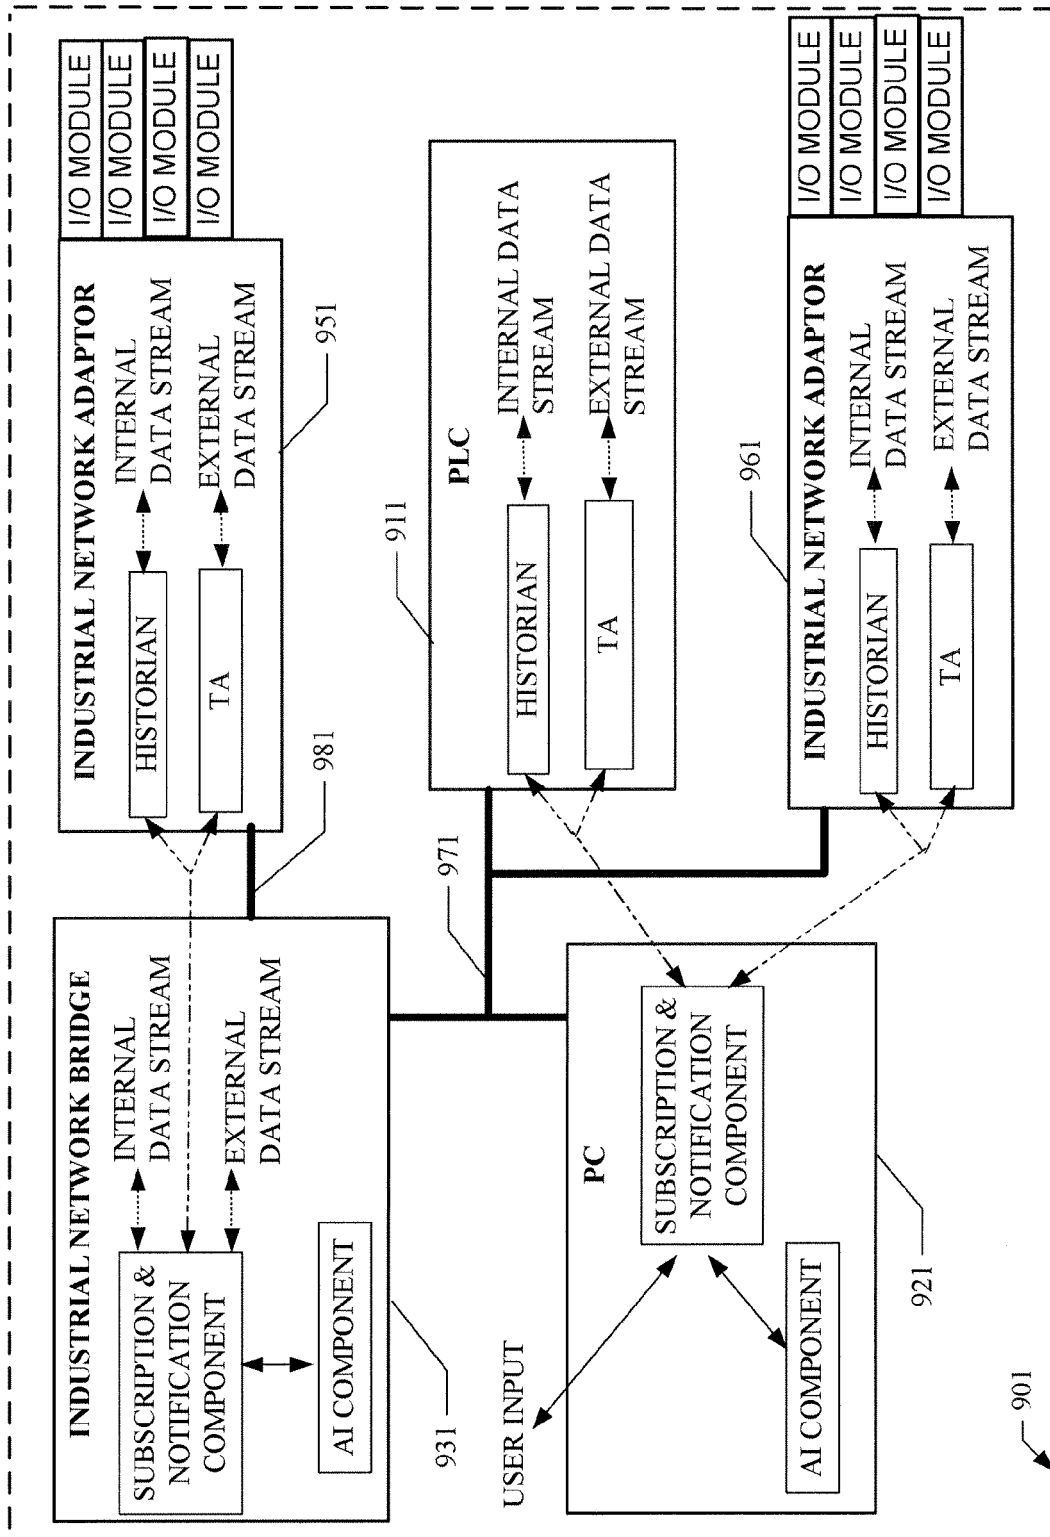 INDUSTRIAL NETWORK BRIDGE
SUBSCRIPTION &
NOTIFICATION
COMPONENT
INTERNAL
DATA STREAM
EXTERNAL
DATA STREAM
AI COMPONENT
931
INDUSTRIAL NETWORK ADAPTOR
HISTORIAN
INTERNAL
DATA STREAM
TA
EXTERNAL
DATA STREAM
951
981
I/O MODULE
I/O MODULE
I/O MODULE
I/O MODULE
USER INPUT
971
911
PLC
HISTORIAN
INTERNAL DATA
STREAM
TA
EXTERNAL DATA
STREAM
PC
SUBSCRIPTION &
NOTIFICATION
COMPONENT
AI COMPONENT
921
961
INDUSTRIAL NETWORK ADAPTOR
HISTORIAN
INTERNAL
DATA STREAM
TA
EXTERNAL
DATA STREAM
I/O MODULE
I/O MODULE
I/O MODULE
I/O MODULE
901